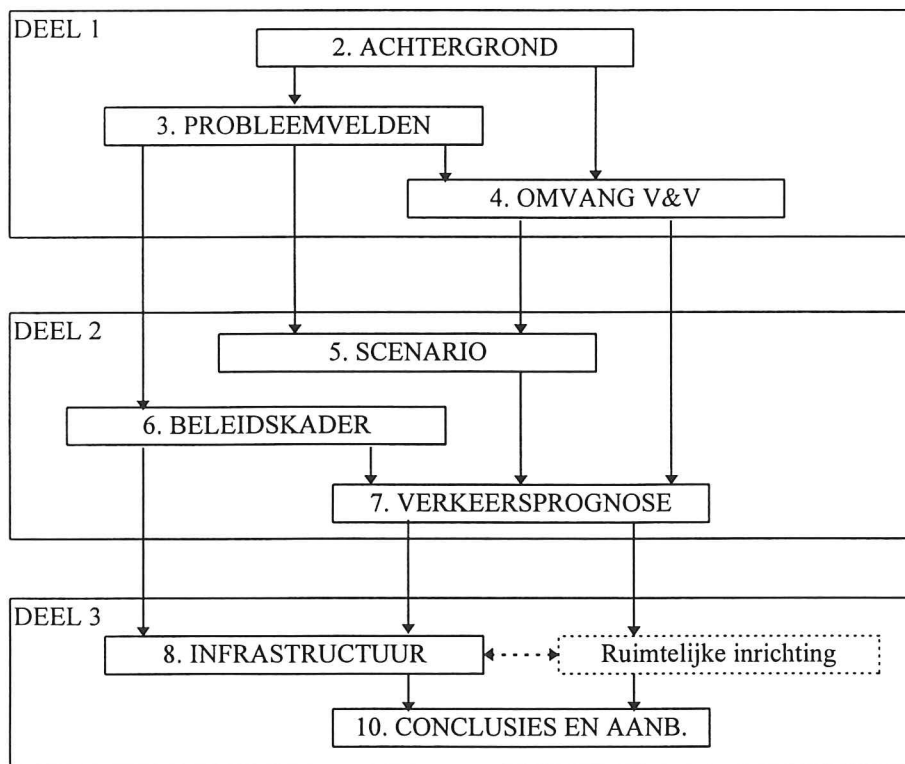 DEEL 1
2. ACHTERGROND
3. PROBLEEMVELDEN
4. OMVANG V&V
DEEL 2
5. SCENARIO
6. BELEIDSKADER
7. VERKEERSPROGNOSE
DEEL 3
8. INFRASTRUCTUUR
Ruimtelijke inrichting
10. CONCLUSIES EN AANB.